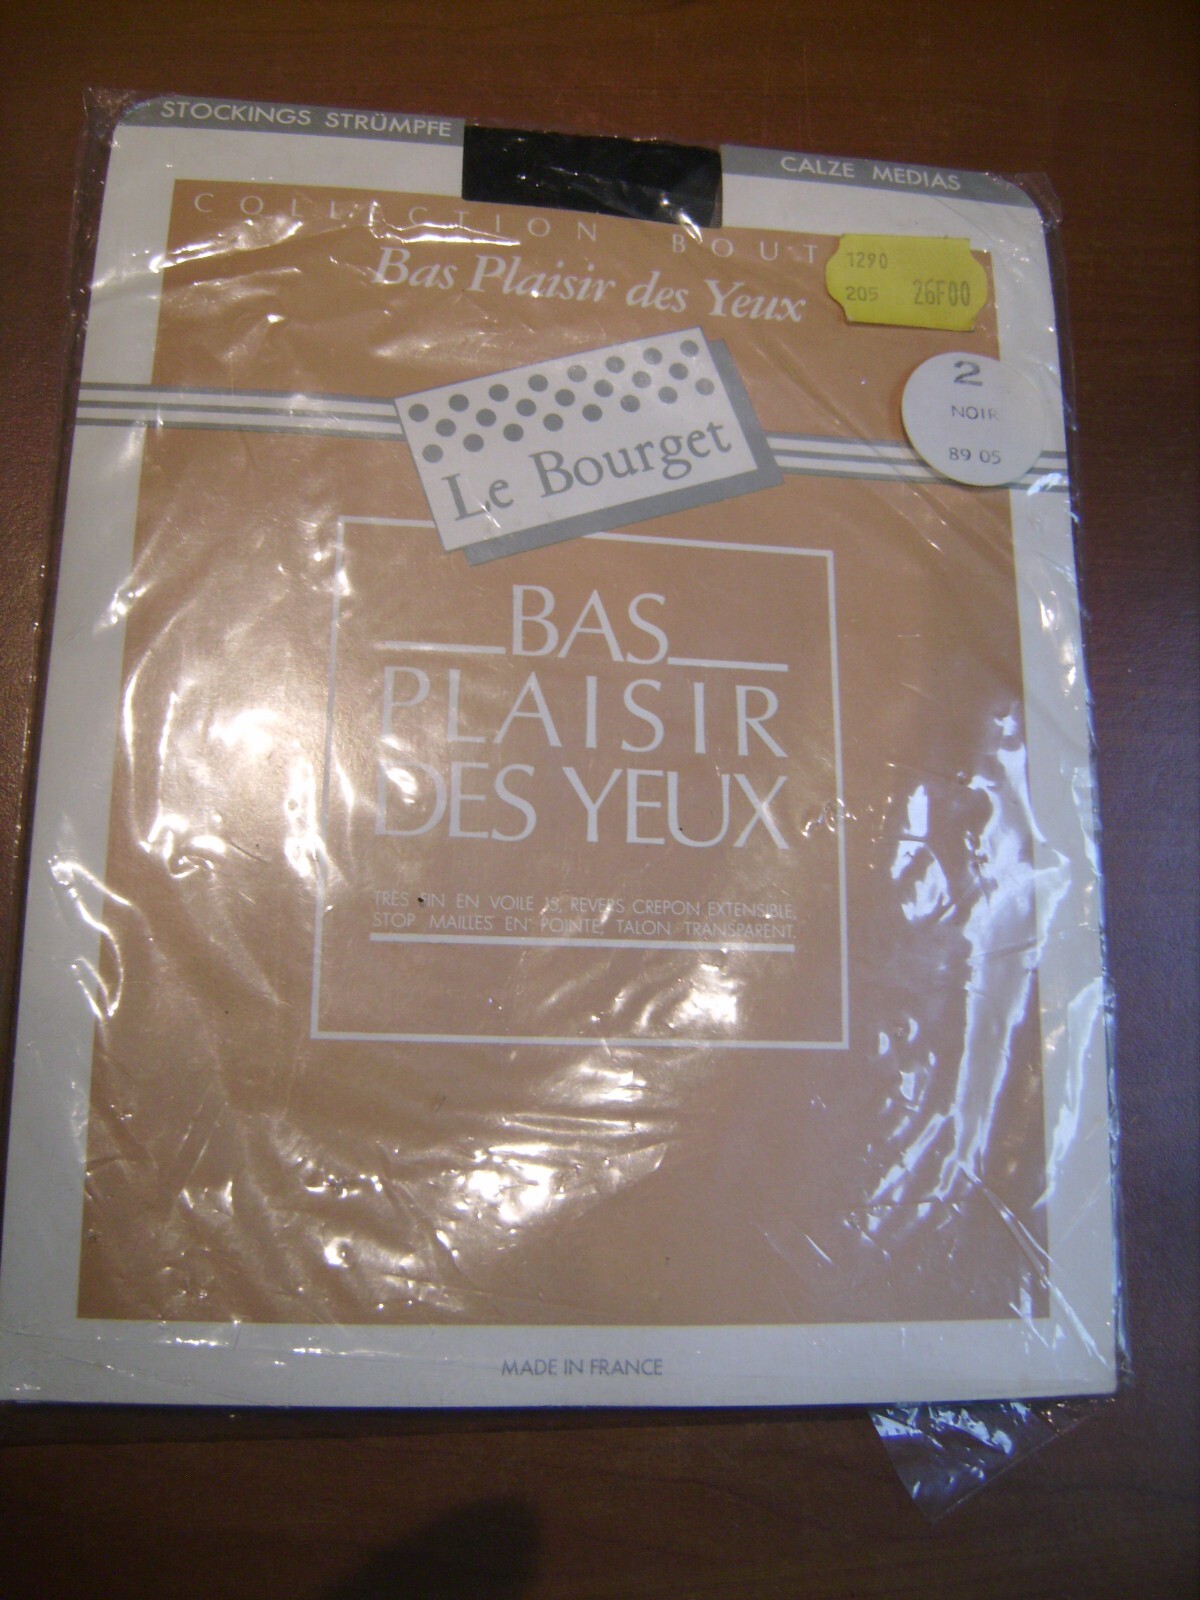 STOCKINGS STRÜMPFE
CALZE MEDIAS
COLLECTION BOUT
Bas Plaisir des Yeux
1290
205 26F00
2
NOIR
89 05
Le Bourget
BAS
PLAISIR
DES YEUX
TRÈS FIN EN VOILE 15, REVERS CREPON EXTENSIBLE,
STOP MAILLES EN POINTE, TALON TRANSPARENT.
MADE IN FRANCE